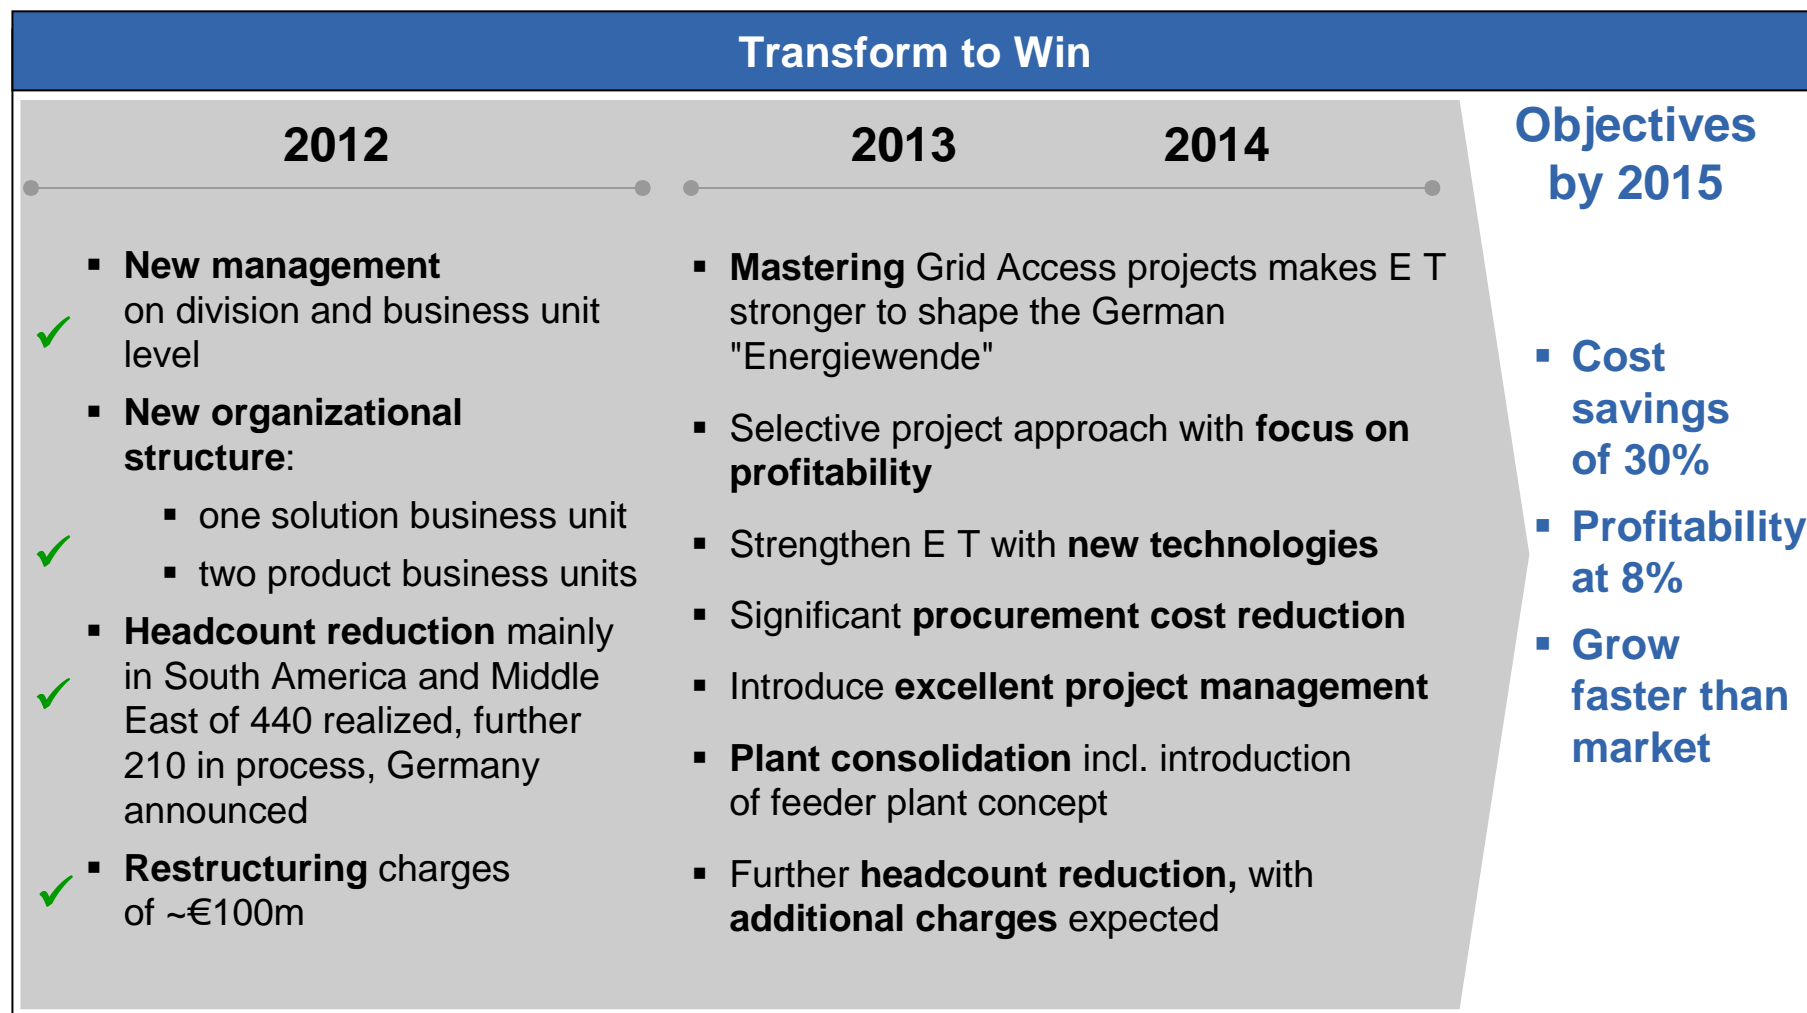 Transform to Win
2012
▪ New management
on division and business unit
level
▪ New organizational
structure:
▪ one solution business unit
▪ two product business units
▪ Headcount reduction mainly
in South America and Middle
East of 440 realized, further
210 in process, Germany
announced
▪ Restructuring charges
of ~€100m
2013 2014
▪ Mastering Grid Access projects makes E T
stronger to shape the German
"Energiewende"
▪ Selective project approach with focus on
profitability
▪ Strengthen E T with new technologies
▪ Significant procurement cost reduction
▪ Introduce excellent project management
▪ Plant consolidation incl. introduction
of feeder plant concept
▪ Further headcount reduction, with
additional charges expected
Objectives
by 2015
▪ Cost
savings
of 30%
▪ Profitability
at 8%
▪ Grow
faster than
market